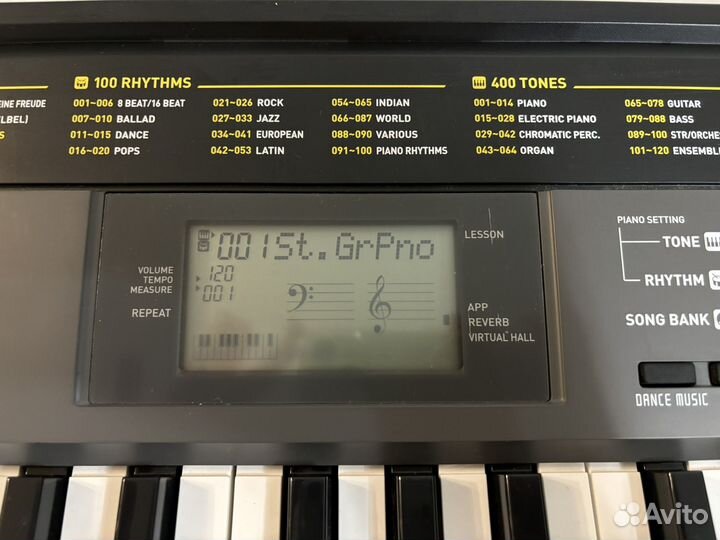 100 RHYTHMS
EINE FREUDE
LBEL)
001~006 8 BEAT/16 BEAT
007~010 BALLAD
011~015 DANCE
016~020 POPS
021~026 ROCK
027~033 JAZZ
034~041 EUROPEAN
042~053 LATIN
054~065 INDIAN
066~087 WORLD
088~090 VARIOUS
091~100 PIANO RHYTHMS
400 TONES
001~014 PIANO
015~028 ELECTRIC PIANO
029~042 CHROMATIC PERC.
043~064 ORGAN
065~078 GUITAR
079~088 BASS
089~100 STR/ORCHES
101~120 ENSEMBLE
VOLUME
TEMPO
MEASURE
REPEAT
001St.GrPno
120
001
LESSON
APP
REVERB
VIRTUAL HALL
PIANO SETTING
TONE
RHYTHM
SONG BANK
DANCE MUSIC
Avito